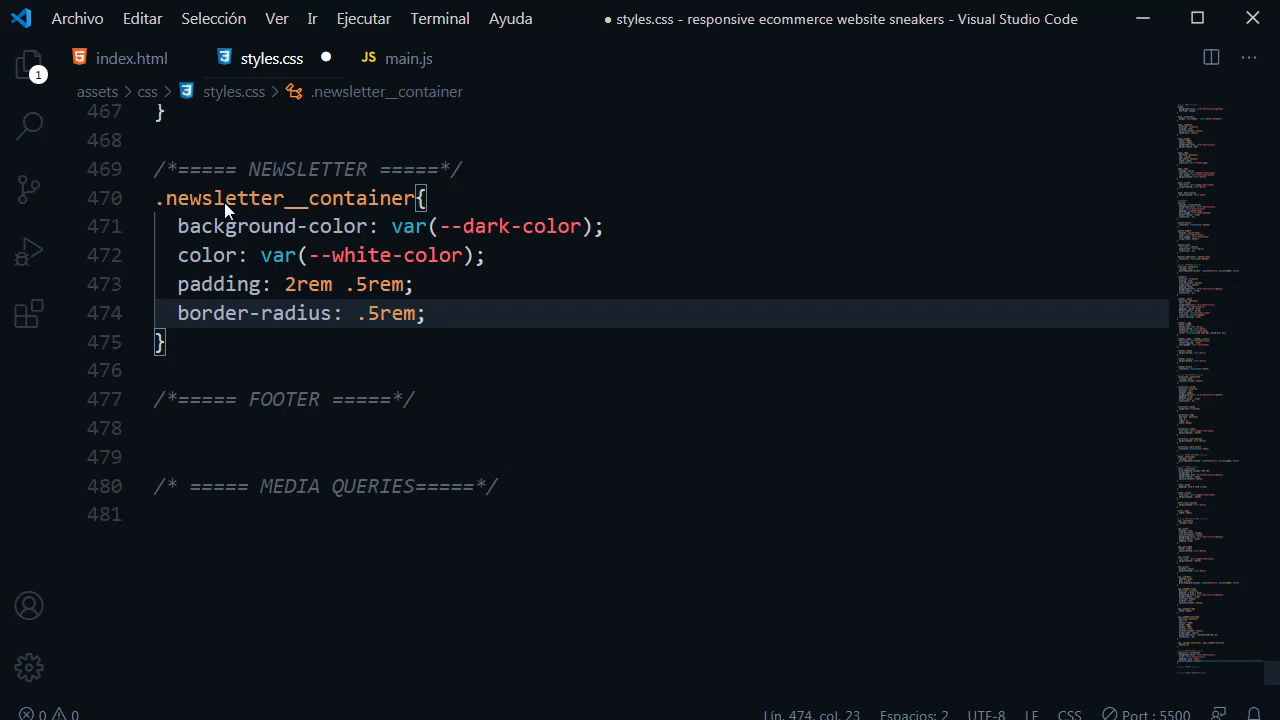 Archivo Editar Selección Ver Ir Ejecutar Terminal Ayuda ● styles.css - responsive ecommerce website sneakers - Visual Studio Code
index.html styles.css JS main.js
1
assets > css > styles.css > .newsletter__container
467 }
468
469 /*===== NEWSLETTER =====*/
470 .newsletter__container{
471 background-color: var(--dark-color);
472 color: var(--white-color);
473 padding: 2rem .5rem;
474 border-radius: .5rem;
475 }
476
477 /*===== FOOTER =====*/
478
479
480 /* ===== MEDIA QUERIES=====*/
481
0 0 Lín. 474, col. 23 Espacios: 2 UTF-8 LF CSS Port : 5500